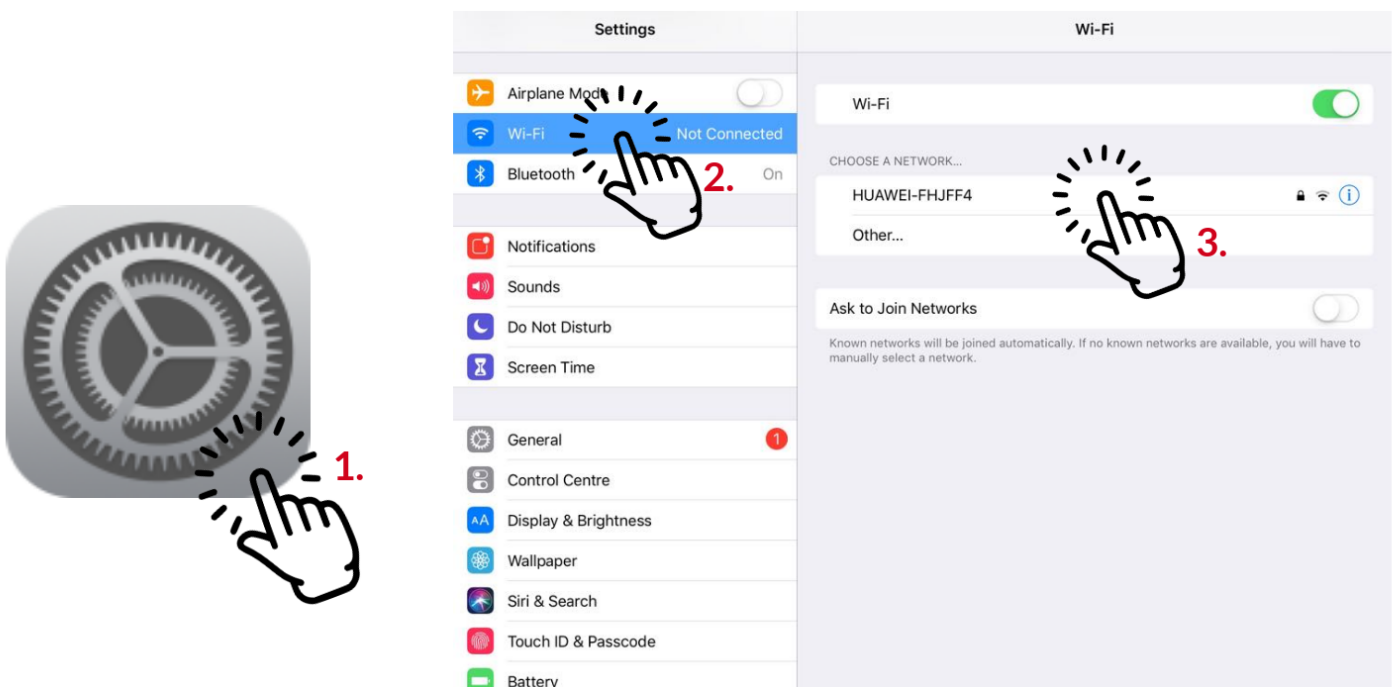 1.
Settings
Airplane Mode
Wi-Fi Not Connected
2.
Bluetooth On
Notifications
Sounds
Do Not Disturb
Screen Time
General 1
Control Centre
AA Display & Brightness
Wallpaper
Siri & Search
Touch ID & Passcode
Battery
Wi-Fi
Wi-Fi
CHOOSE A NETWORK...
HUAWEI-FHJFF4 i
Other...
3.
Ask to Join Networks
Known networks will be joined automatically. If no known networks are available, you will have to
manually select a network.